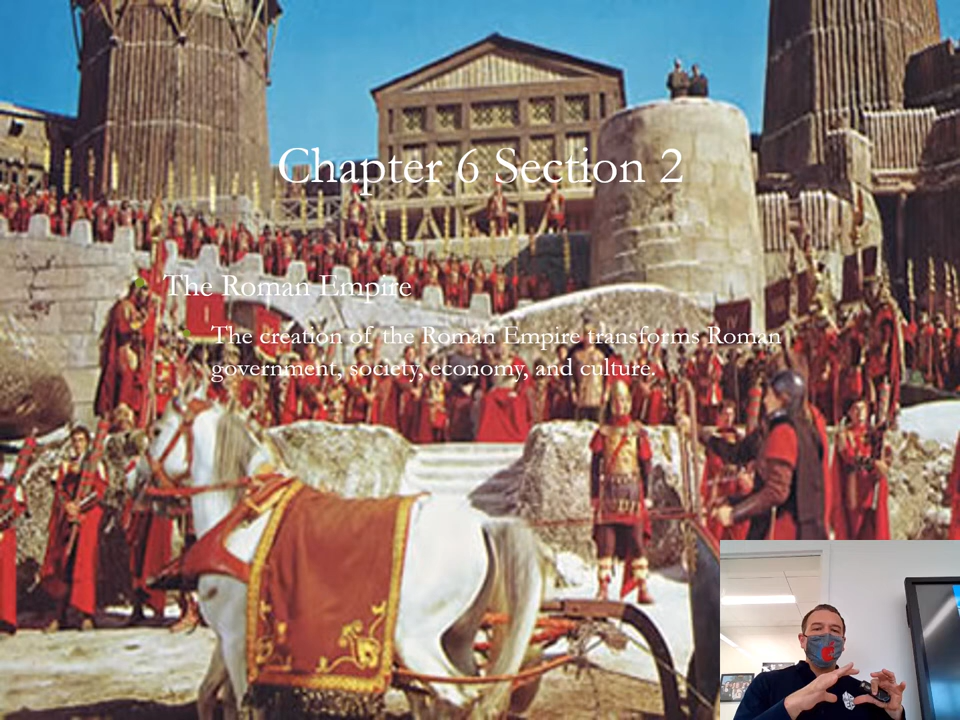 Chapter 6 Section 2
The Roman Empire
The creation of the Roman Empire transforms Roman
government, society, economy, and culture.